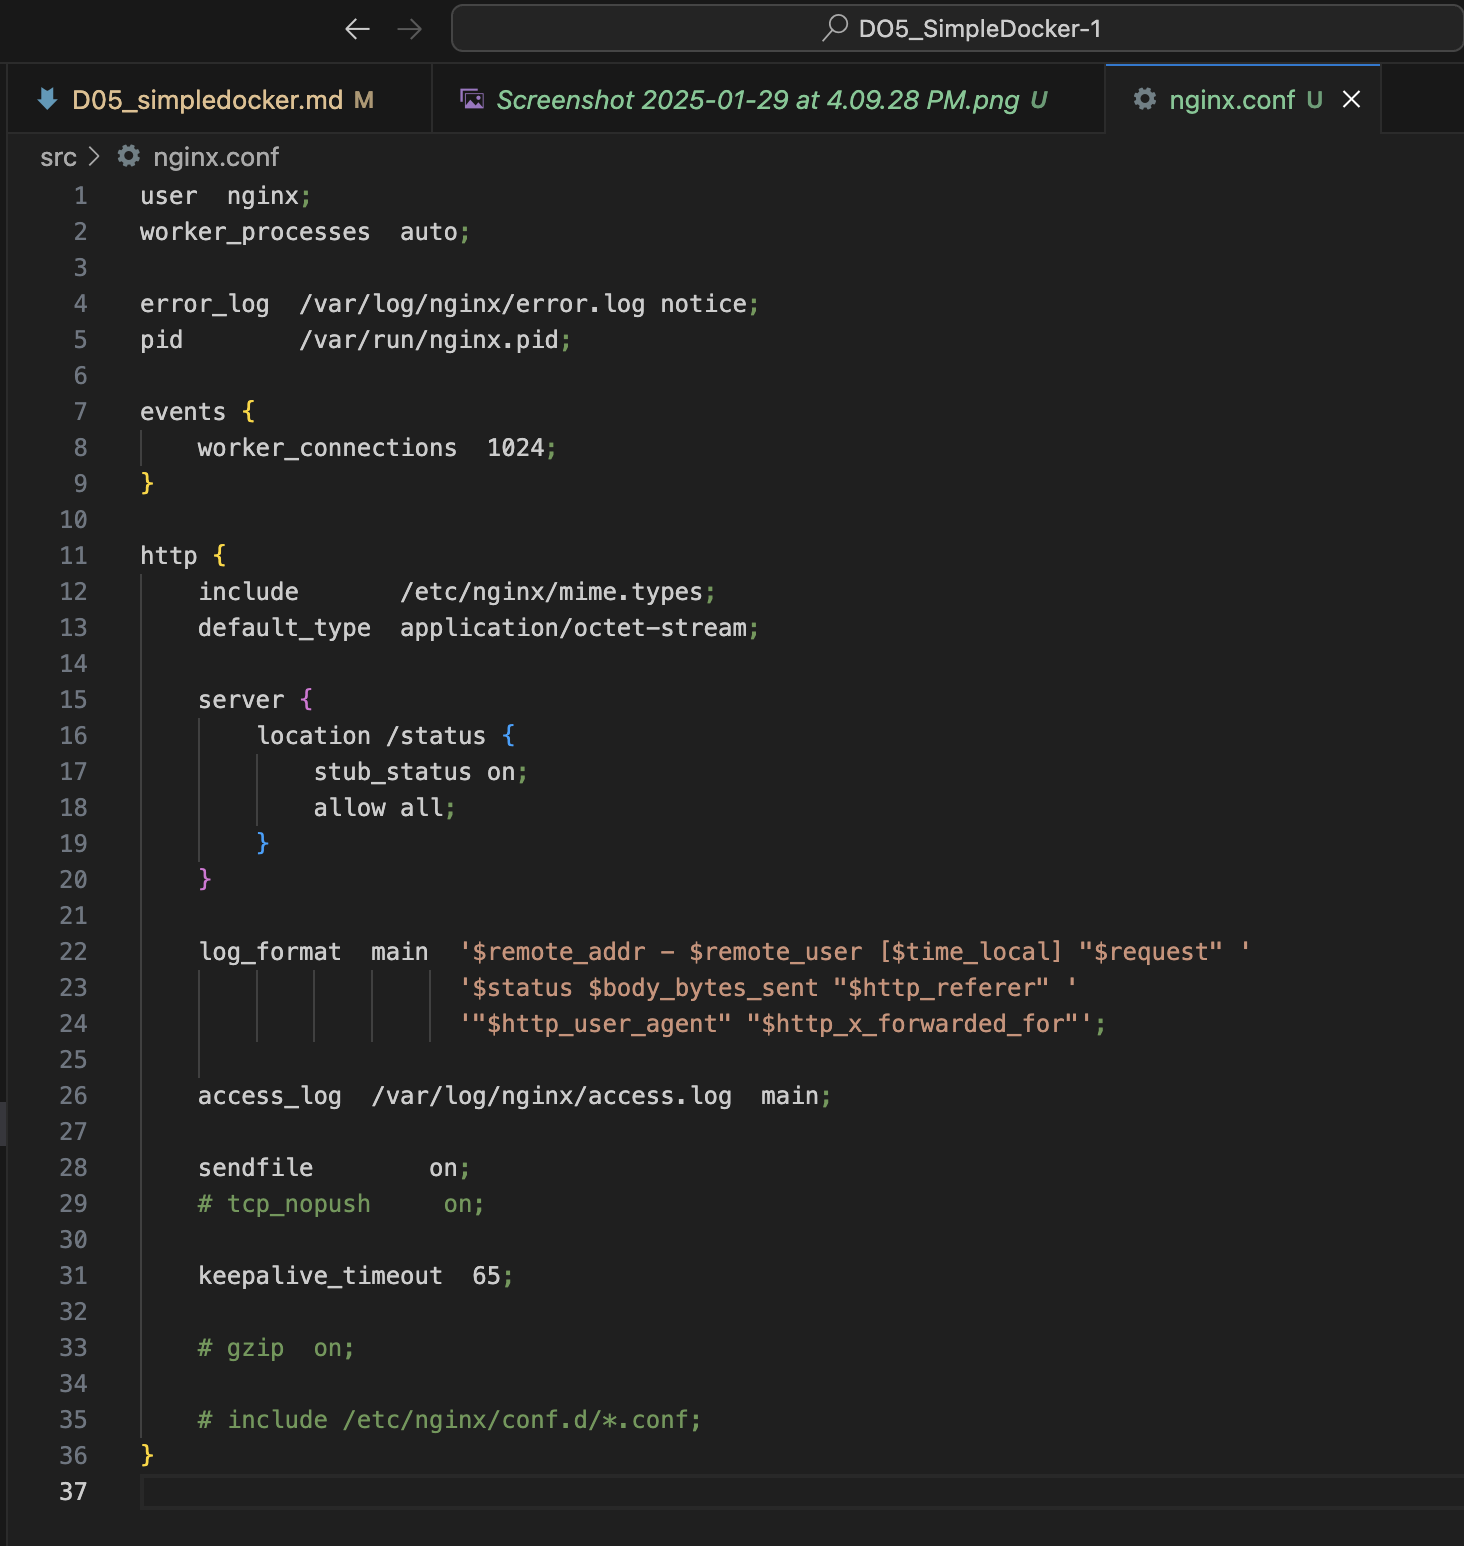 DO5_SimpleDocker-1
D05_simpledocker.md M
Screenshot 2025-01-29 at 4.09.28 PM.png U
nginx.conf U
src > nginx.conf
1 user  nginx;
2 worker_processes  auto;
3
4 error_log  /var/log/nginx/error.log notice;
5 pid        /var/run/nginx.pid;
6
7 events {
8     worker_connections  1024;
9 }
10
11 http {
12     include       /etc/nginx/mime.types;
13     default_type  application/octet-stream;
14
15     server {
16         location /status {
17             stub_status on;
18             allow all;
19         }
20     }
21
22     log_format  main  '$remote_addr - $remote_user [$time_local] "$request" '
23                       '$status $body_bytes_sent "$http_referer" '
24                       '"$http_user_agent" "$http_x_forwarded_for"';
25
26     access_log  /var/log/nginx/access.log  main;
27
28     sendfile        on;
29     # tcp_nopush     on;
30
31     keepalive_timeout  65;
32
33     # gzip  on;
34
35     # include /etc/nginx/conf.d/*.conf;
36 }
37